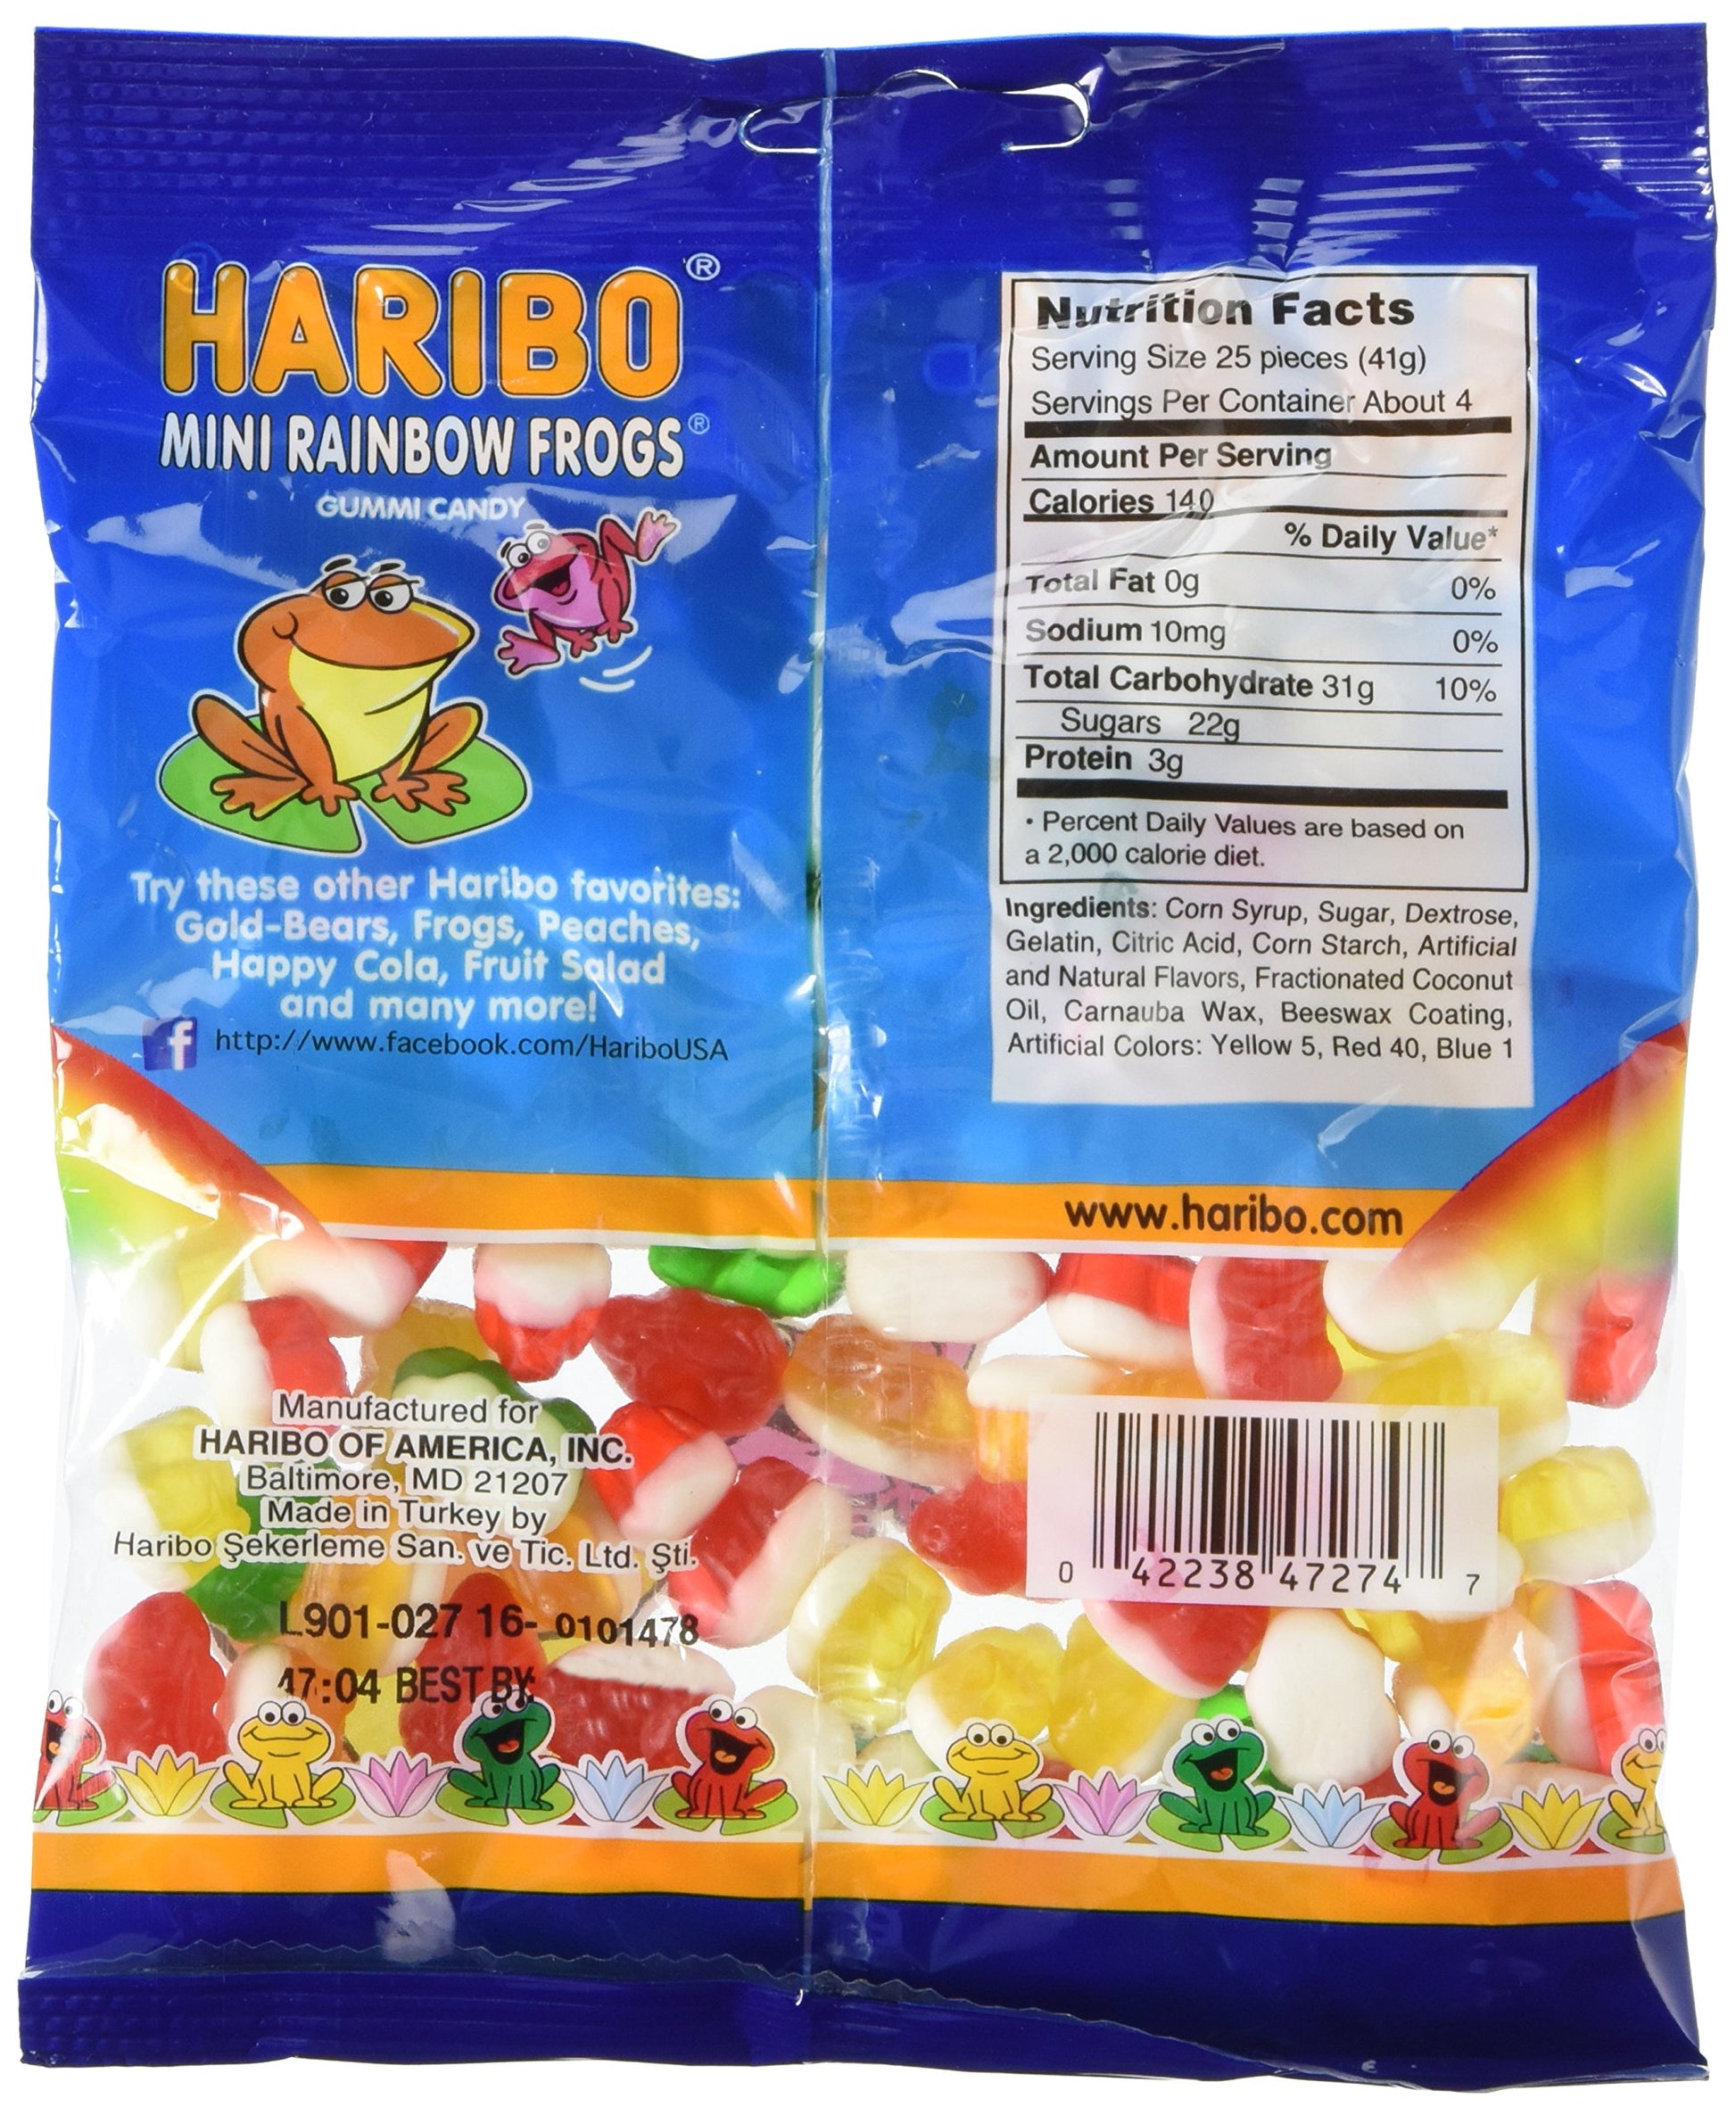 HARIBO®
MINI RAINBOW FROGS®
GUMMI CANDY
Try these other Haribo favorites:
Gold-Bears, Frogs, Peaches,
Happy Cola, Fruit Salad
and many more!
f http://www.facebook.com/HariboUSA
Nutrition Facts
Serving Size 25 pieces (41g)
Servings Per Container About 4
Amount Per Serving
Calories 140
% Daily Value*
Total Fat 0g 0%
Sodium 10mg 0%
Total Carbohydrate 31g 10%
Sugars 22g
Protein 3g
• Percent Daily Values are based on
a 2,000 calorie diet.
Ingredients: Corn Syrup, Sugar, Dextrose,
Gelatin, Citric Acid, Corn Starch, Artificial
and Natural Flavors, Fractionated Coconut
Oil, Carnauba Wax, Beeswax Coating,
Artificial Colors: Yellow 5, Red 40, Blue 1
www.haribo.com
Manufactured for
HARIBO OF AMERICA, INC.
Baltimore, MD 21207
Made in Turkey by
Haribo Şekerleme San. ve Tic. Ltd. Şti.
L901-027 16- 0101478
47:04 BEST BY:
0 42238 47274 7